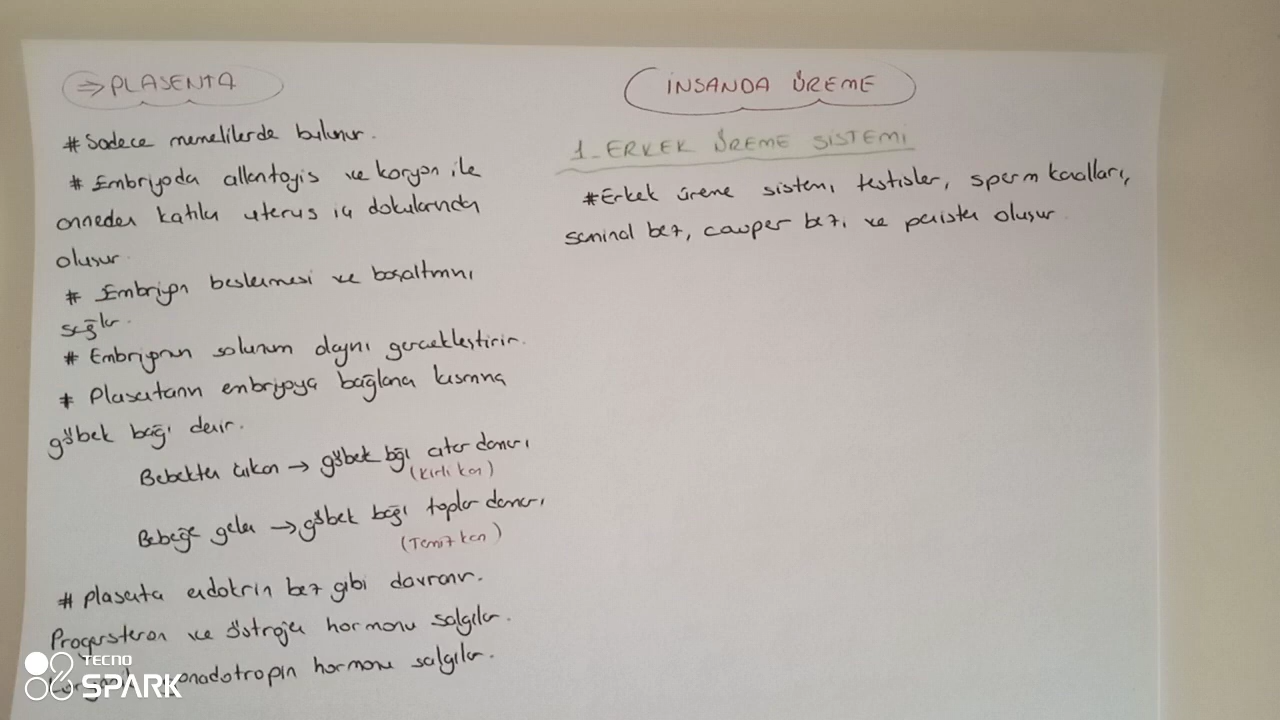 ⇒ PLASENTA
# Sadece memelilerde bulunur.
# Embriyoda allontoyis ve koryon ile
anneden katılan uterus iç dokularından
oluşur.
# Embriyon beslenmesi ve boşaltımını
sağlar.
# Embriyonun solunum olayını gerçekleştirir.
# Plasentanın embriyoya bağlanan kısmına
göbek bağı denir.
Bebekten çıkan → göbek bağı atar damarı
(kirli kan)
Bebeğe gelen → göbek bağı toplar damarı
(Temiz kan)
# plasenta endokrin bez gibi davranır.
Progesteron ve östrojen hormonu salgılar.
gonadotropin hormonu salgılar.
TECNO
SPARK
İNSANDA ÜREME
1_ ERKEK ÜREME SİSTEMİ
#Erkek üreme sistemi testisler, sperm kanalları,
seminal bez, cowper bezi ve penisten oluşur